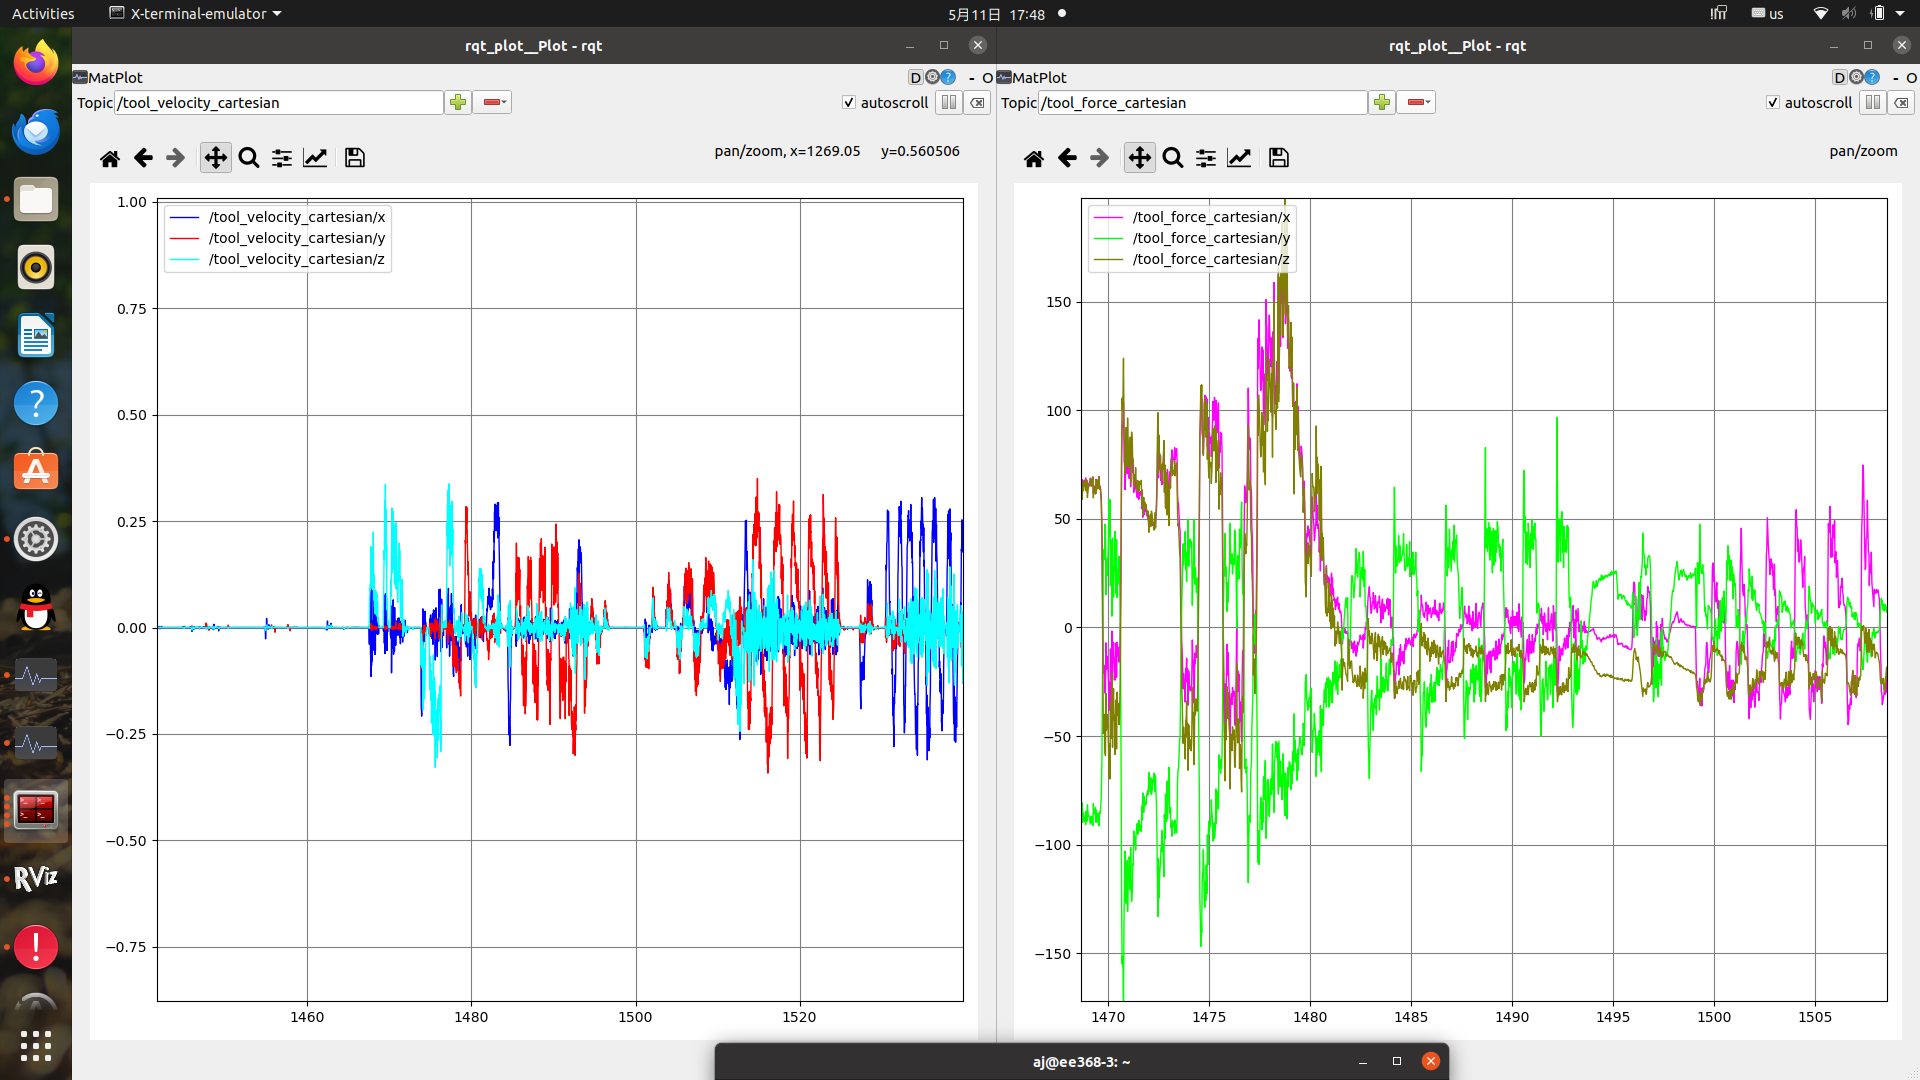 Activities
X-terminal-emulator
5月11日 17:48
us
rqt_plot__Plot - rqt
MatPlot
D
?
- O
Topic /tool_velocity_cartesian
autoscroll
pan/zoom, x=1269.05 y=0.560506
/tool_velocity_cartesian/x
/tool_velocity_cartesian/y
/tool_velocity_cartesian/z
1.00
0.75
0.50
0.25
0.00
−0.25
−0.50
−0.75
1460 1480 1500 1520
rqt_plot__Plot - rqt
MatPlot
D
?
- O
Topic /tool_force_cartesian
autoscroll
pan/zoom
/tool_force_cartesian/x
/tool_force_cartesian/y
/tool_force_cartesian/z
150
100
50
0
−50
−100
−150
1470 1475 1480 1485 1490 1495 1500 1505
?
A
RViz
!
aj@ee368-3: ~